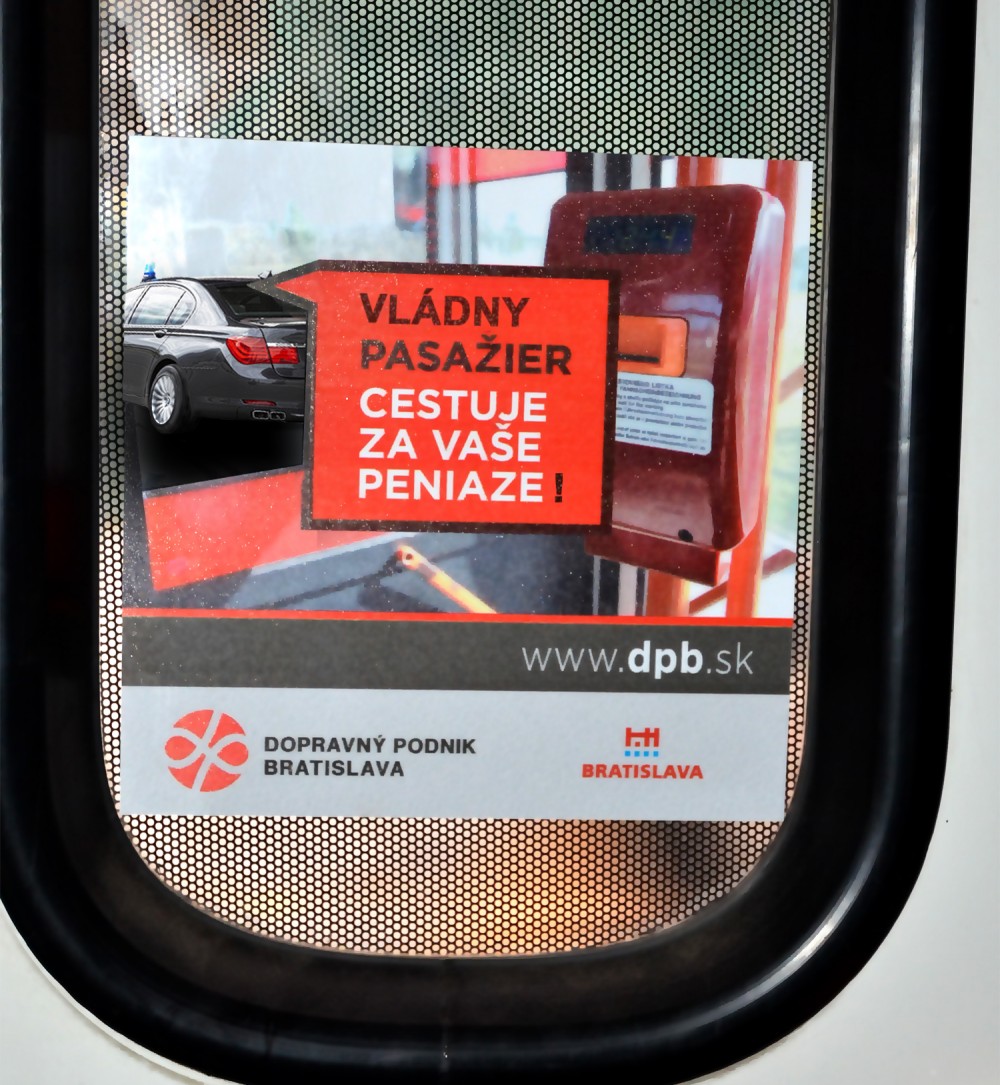 VLÁDNY
PASAŽIER
CESTUJE
ZA VAŠE
PENIAZE !
www.dpb.sk
DOPRAVNÝ PODNIK
BRATISLAVA
BRATISLAVA